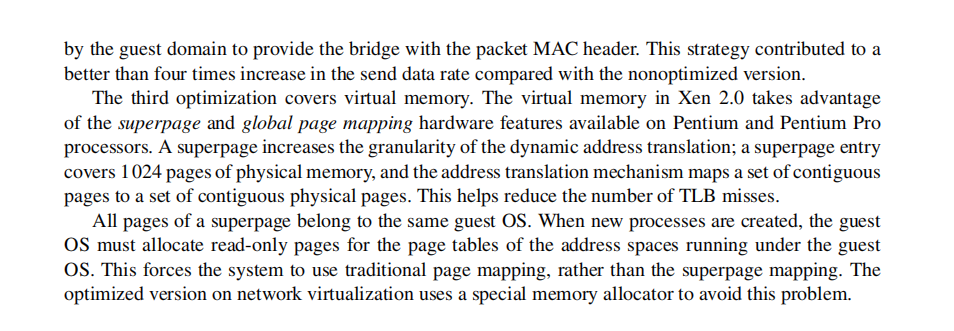 by the guest domain to provide the bridge with the packet MAC header. This strategy contributed to a
better than four times increase in the send data rate compared with the nonoptimized version.
The third optimization covers virtual memory. The virtual memory in Xen 2.0 takes advantage
of the superpage and global page mapping hardware features available on Pentium and Pentium Pro
processors. A superpage increases the granularity of the dynamic address translation; a superpage entry
covers 1024 pages of physical memory, and the address translation mechanism maps a set of contiguous
pages to a set of contiguous physical pages. This helps reduce the number of TLB misses.
All pages of a superpage belong to the same guest OS. When new processes are created, the guest
OS must allocate read-only pages for the page tables of the address spaces running under the guest
OS. This forces the system to use traditional page mapping, rather than the superpage mapping. The
optimized version on network virtualization uses a special memory allocator to avoid this problem.